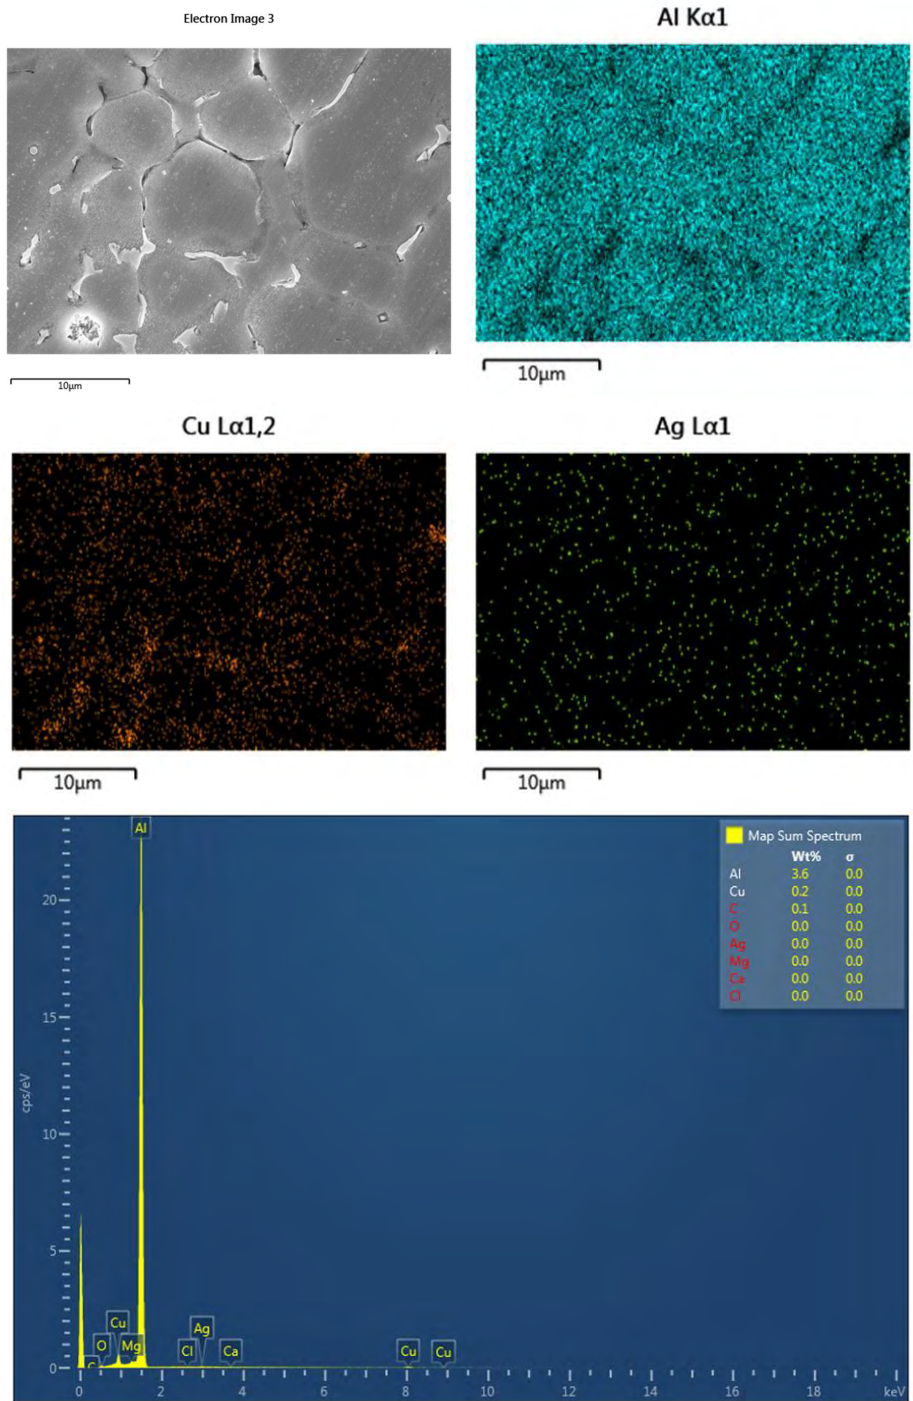 Electron Image 3
Al Kα1
10µm
10µm
Cu Lα1,2
Ag Lα1
10µm
10µm
Al
Map Sum Spectrum
Wt% σ
Al 3.6 0.0
Cu 0.2 0.0
C 0.1 0.0
O 0.0 0.0
Ag 0.0 0.0
Mg 0.0 0.0
Ca 0.0 0.0
Cl 0.0 0.0
20
15
cps/eV
10
5
Cu
Ag
O
Mg
Cl
Ca
Cu
Cu
C
0
0 2 4 6 8 10 12 14 16 18 keV